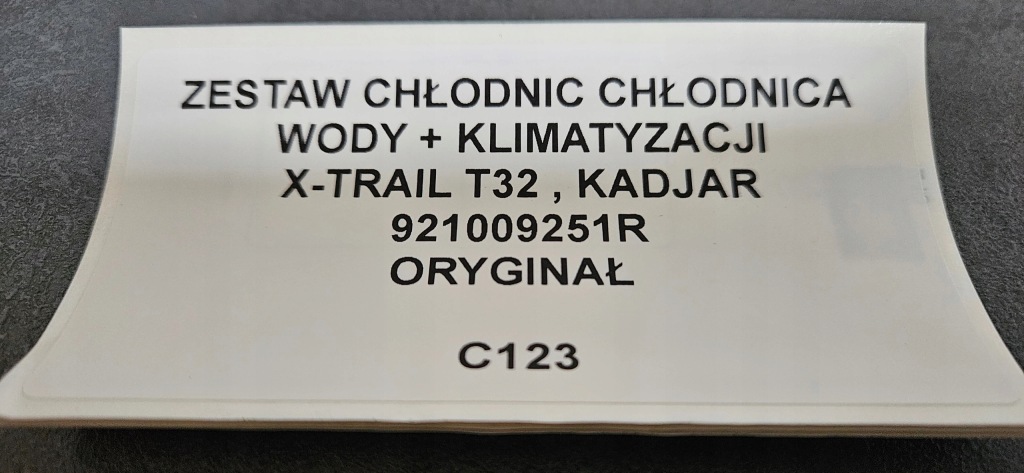 ZESTAW CHŁODNIC CHŁODNICA
WODY + KLIMATYZACJI
X-TRAIL T32 , KADJAR
921009251R
ORYGINAŁ
C123